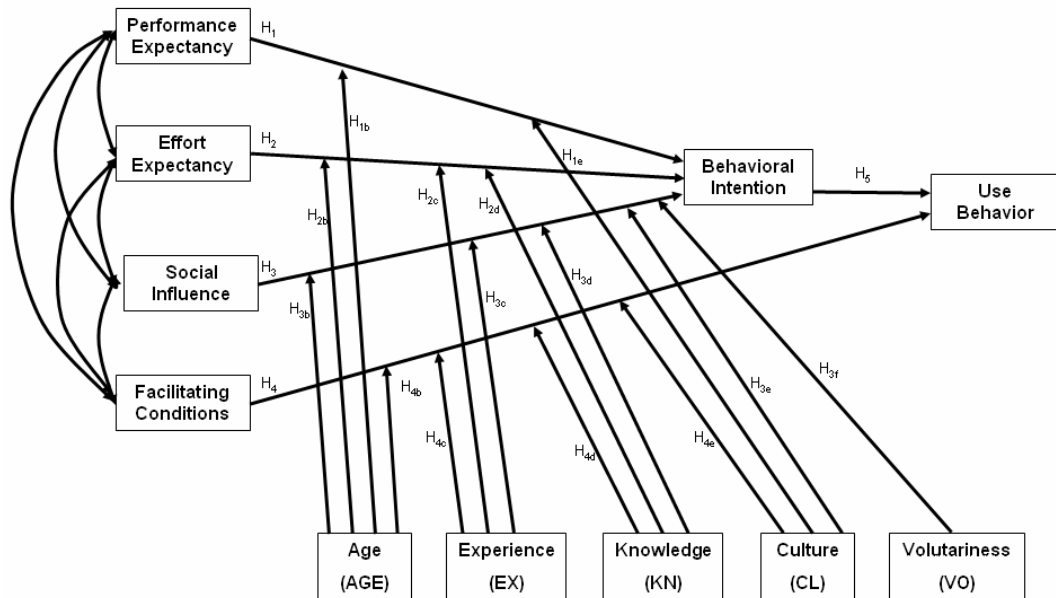 Performance
Expectancy
H1
H1b
Effort
Expectancy
H2
H1e
Behavioral
Intention
H5
Use
Behavior
H2b
H2c
H2d
Social
Influence
H3
H3b
H3c
H3d
Facilitating
Conditions
H4
H4b
H4c
H4d
H4e
H3e
H3f
Age
(AGE)
Experience
(EX)
Knowledge
(KN)
Culture
(CL)
Volutariness
(VO)